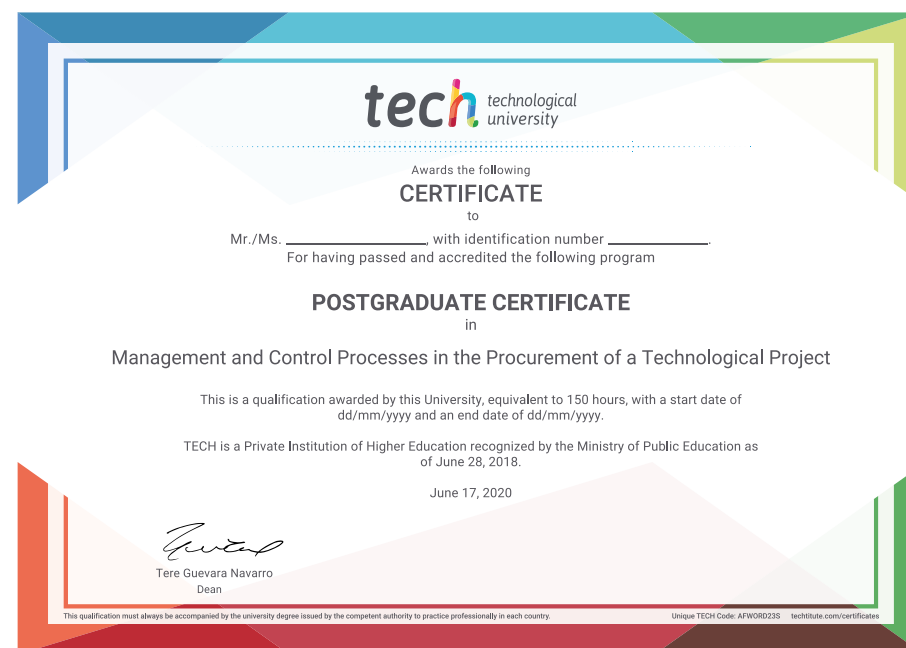 tech technological
university
Awards the following
CERTIFICATE
to
Mr./Ms. ____________, with identification number ____________.
For having passed and accredited the following program
POSTGRADUATE CERTIFICATE
in
Management and Control Processes in the Procurement of a Technological Project
This is a qualification awarded by this University, equivalent to 150 hours, with a start date of
dd/mm/yyyy and an end date of dd/mm/yyyy.
TECH is a Private Institution of Higher Education recognized by the Ministry of Public Education as
of June 28, 2018.
June 17, 2020
Tere Guevara Navarro
Dean
This qualification must always be accompanied by the university degree issued by the competent authority to practice professionally in each country.
Unique TECH Code: AFWORD23S techtitute.com/certificates